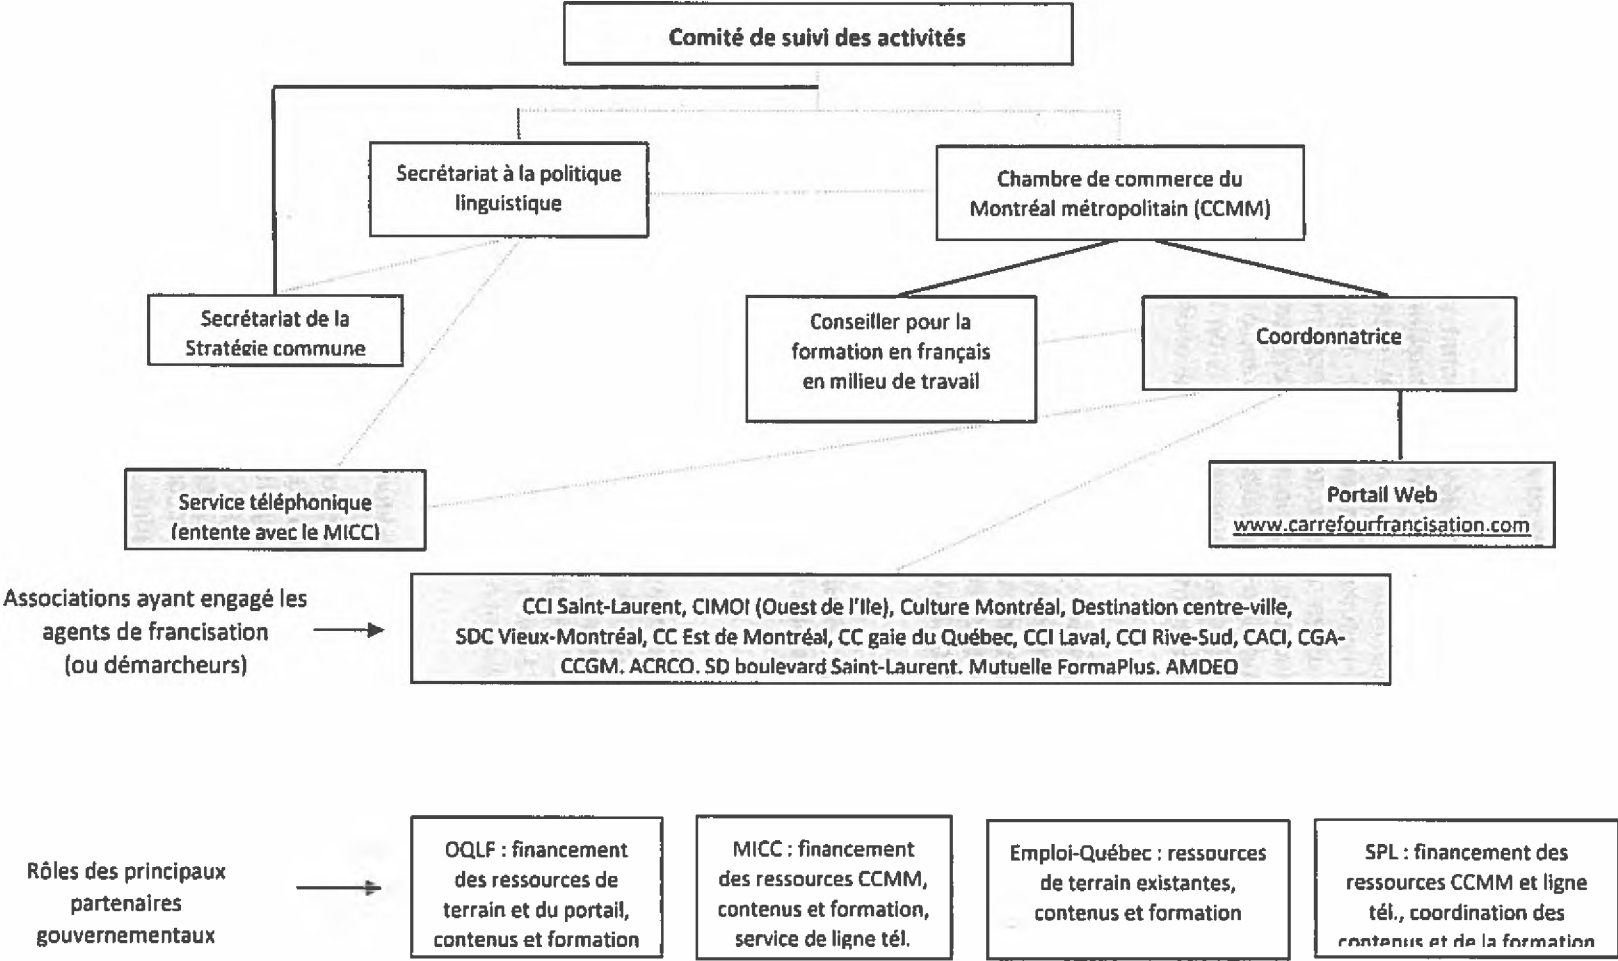 Comité de suivi des activités
Secrétariat à la politique
linguistique
Chambre de commerce du
Montréal métropolitain (CCMM)
Secrétariat de la
Stratégie commune
Conseiller pour la
formation en français
en milieu de travail
Coordonnatrice
Service téléphonique
(entente avec le MICC)
Portail Web
www.carrefourfrancisation.com
Associations ayant engagé les
agents de francisation
(ou démarcheurs)
CCI Saint-Laurent, CIMOI (Ouest de l'Ile), Culture Montréal, Destination centre-ville,
SDC Vieux-Montréal, CC Est de Montréal, CC gaie du Québec, CCI Laval, CCI Rive-Sud, CACI, CGA-
CCGM, ACRCO, SD boulevard Saint-Laurent, Mutuelle FormaPlus, AMDEO
Rôles des principaux
partenaires
gouvernementaux
OQLF : financement
des ressources de
terrain et du portail,
contenus et formation
MICC : financement
des ressources CCMM,
contenus et formation,
service de ligne tél.
Emploi-Québec : ressources
de terrain existantes,
contenus et formation
SPL : financement des
ressources CCMM et ligne
tél., coordination des
contenus et de la formation